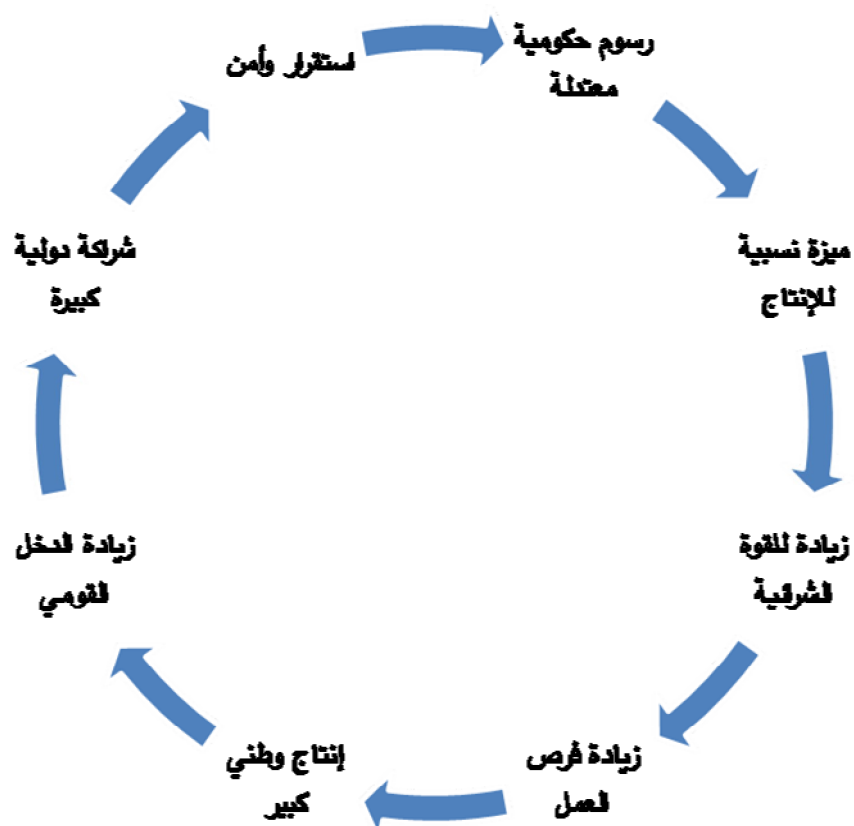 رسوم حكومية
معتدلة
ميزة نسبية
للإنتاج
زيادة للقوة
الشرائية
زيادة فرص
العمل
إنتاج وطني
كبير
زيادة الدخل
القومي
شراكة دولية
كبيرة
استقرار وأمن